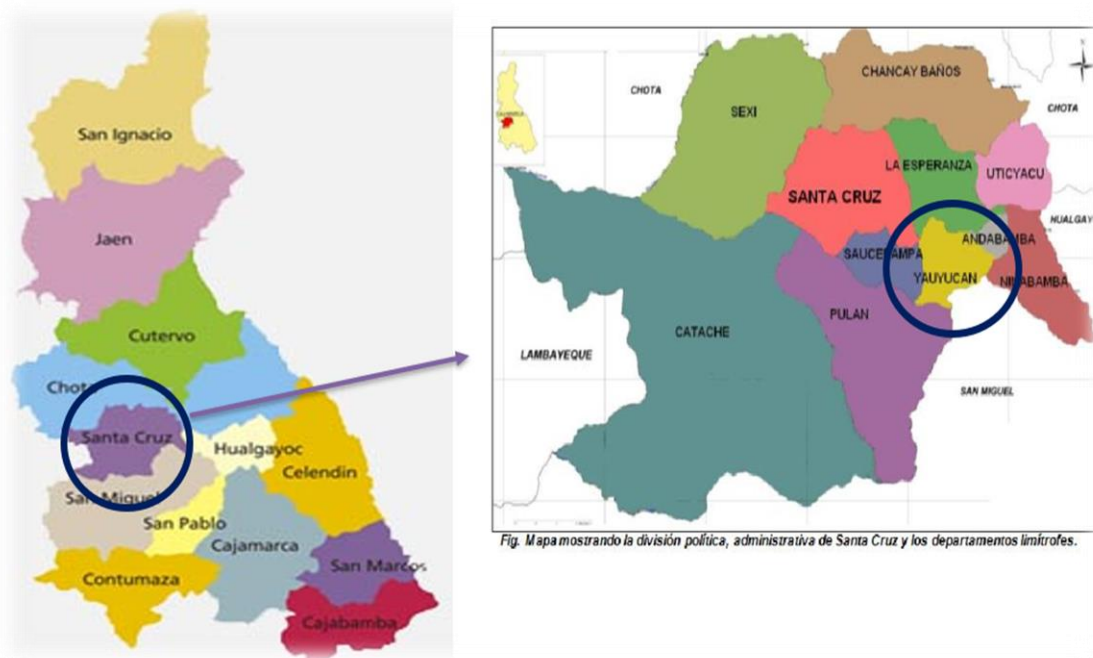 San Ignacio
Jaen
Cutervo
Chota
Santa Cruz
Hualgayoc
Celendin
San Miguel
San Pablo
Cajamarca
San Marcos
Contumaza
Cajabamba
CHANCAY BAÑOS
CHOTA
SEXI
CHOTA
LA ESPERANZA
UTICYACU
SANTA CRUZ
HUALGAY
ANDABAMBA
SAUCEPAMPA
YAUYUCAN
NINABAMBA
PULAN
CATACHE
LAMBAYEQUE
SAN MIGUEL
Fig. Mapa mostrando la división política, administrativa de Santa Cruz y los departamentos limítrofes.